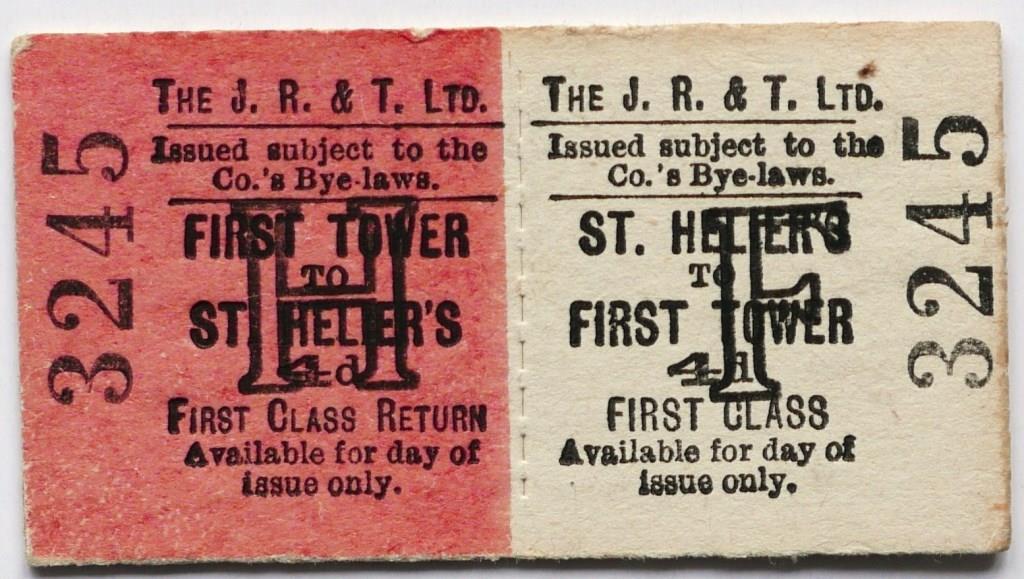 3245
THE J. R. & T. LTD.
Issued subject to the
Co.'s Bye-laws.
FIRST TOWER
TO
ST. HELIER'S
4d
H
FIRST CLASS RETURN
Available for day of
issue only.
THE J. R. & T. LTD.
Issued subject to the
Co.'s Bye-laws.
ST. HELIER'S
TO
FIRST TOWER
4d
F
FIRST CLASS
Available for day of
issue only.
3245